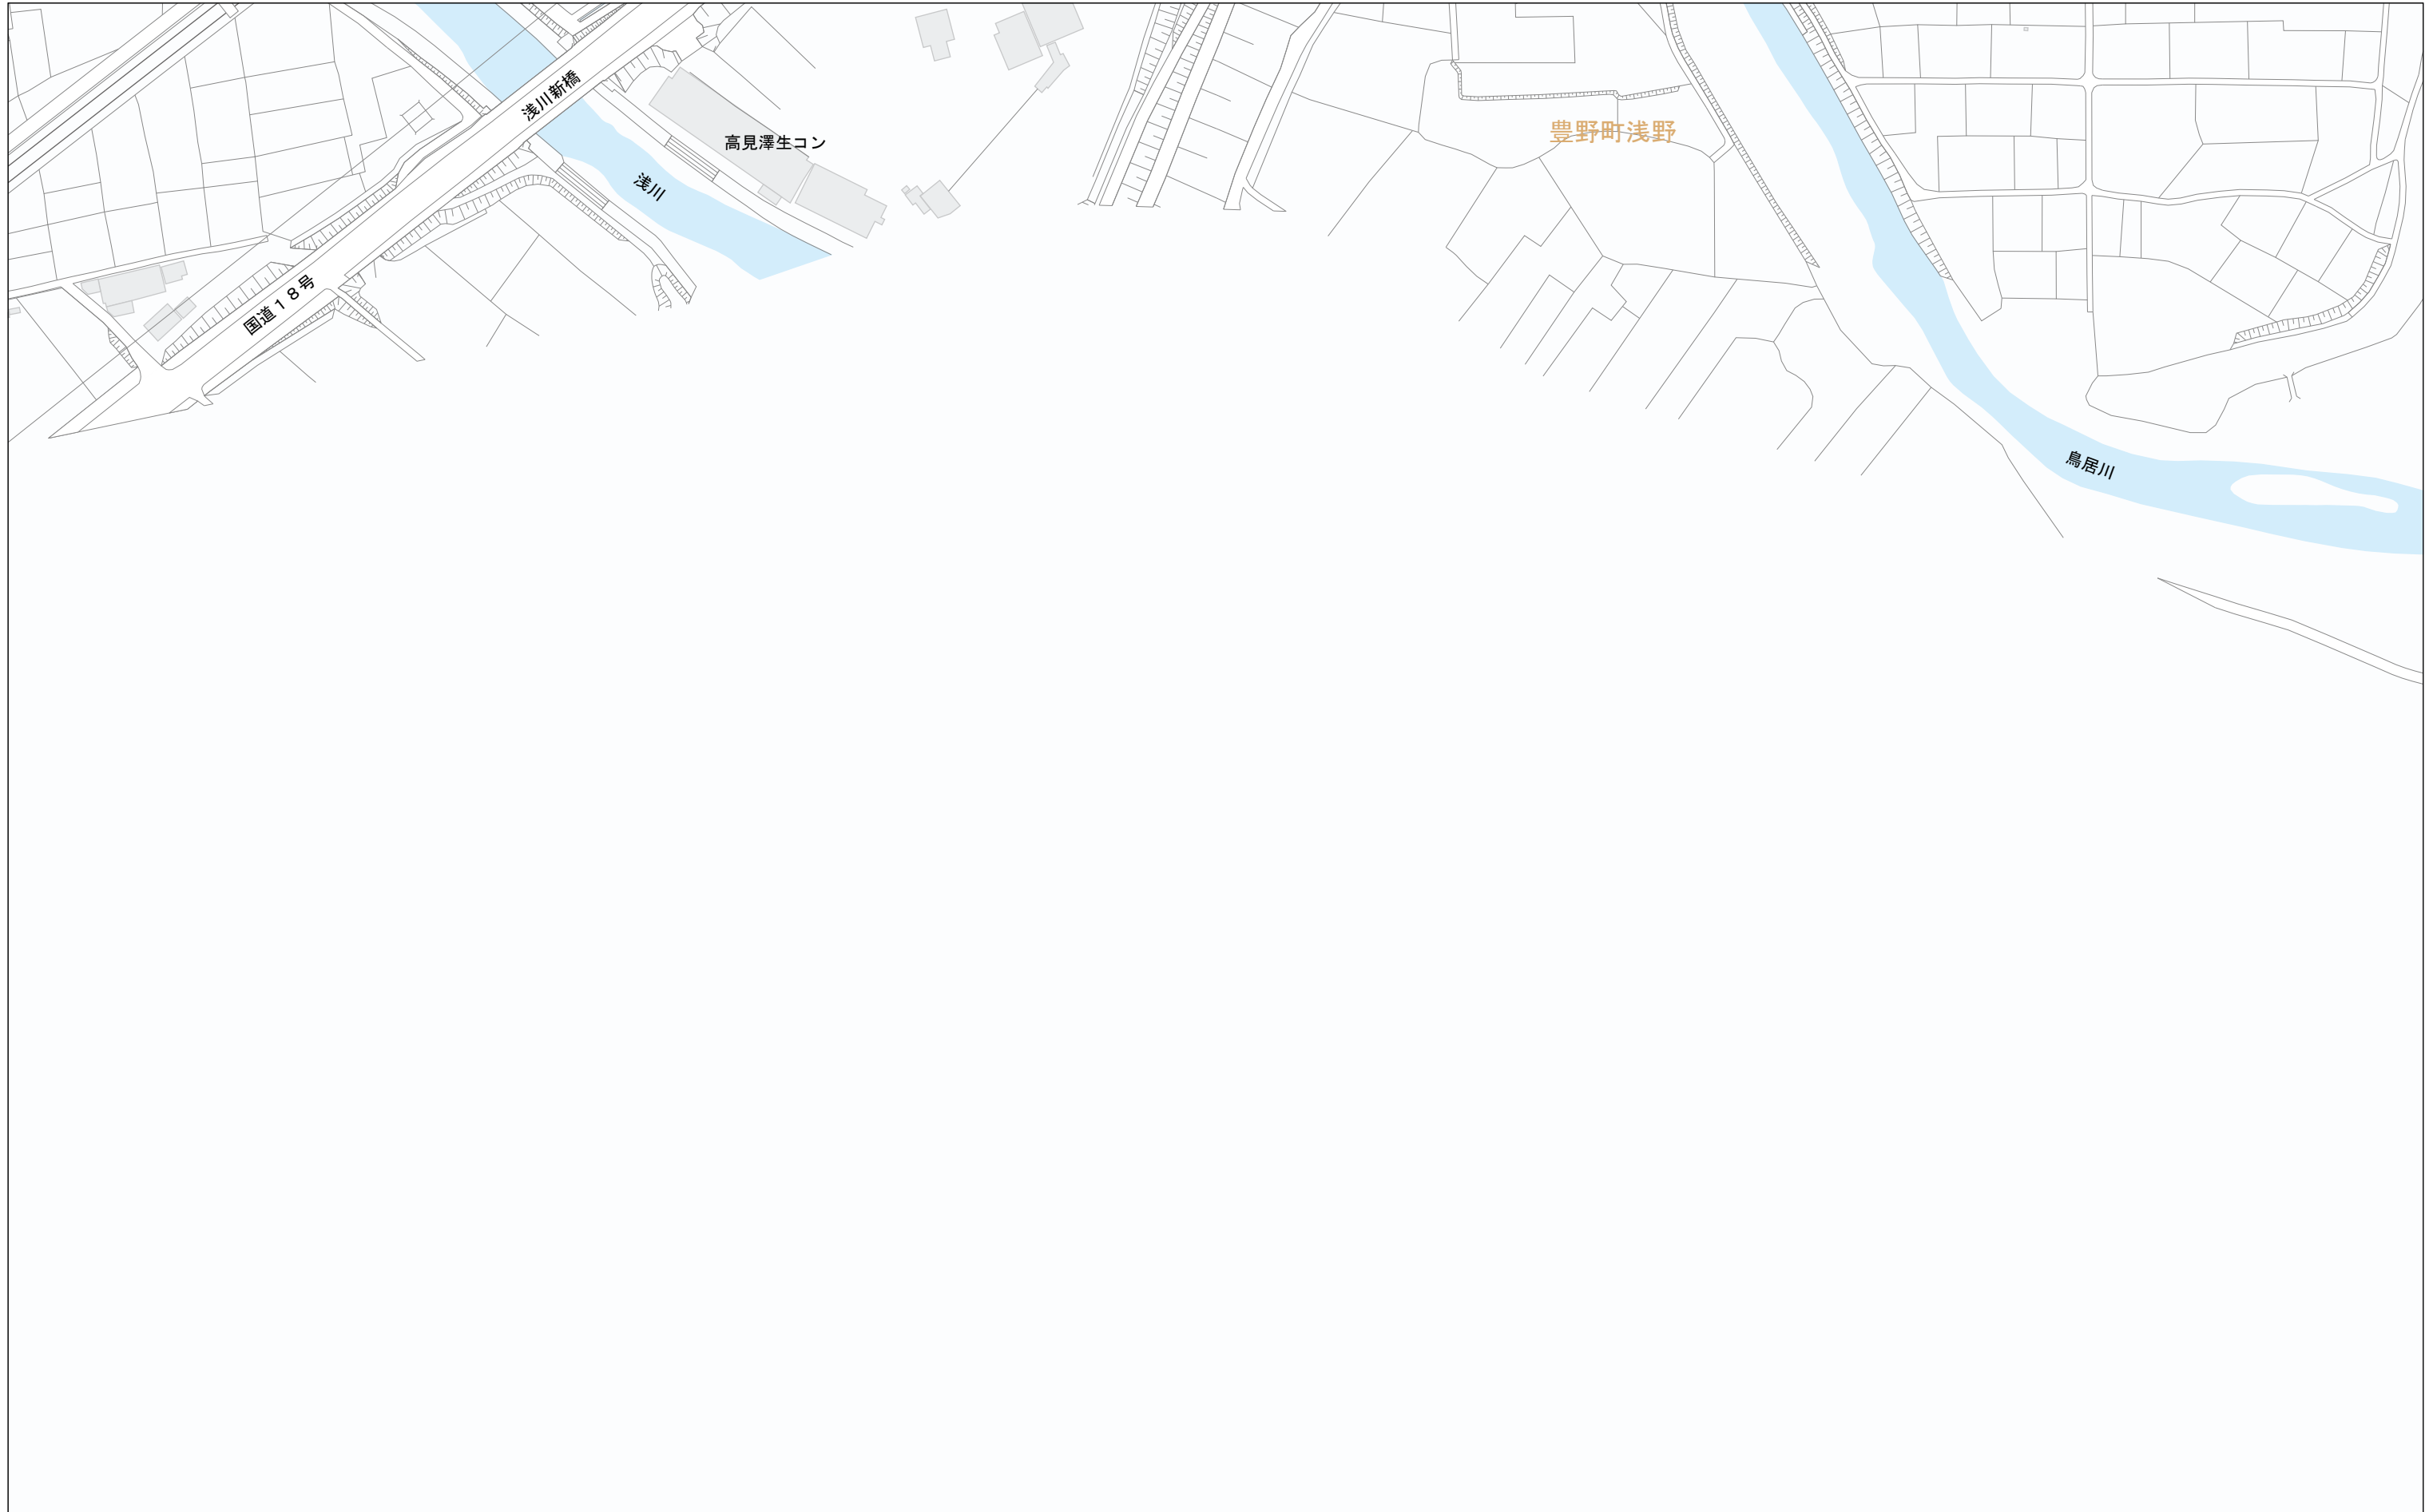 浅川新橋
高見澤生コン
豊野町浅野
浅川
国道18号
鳥居川